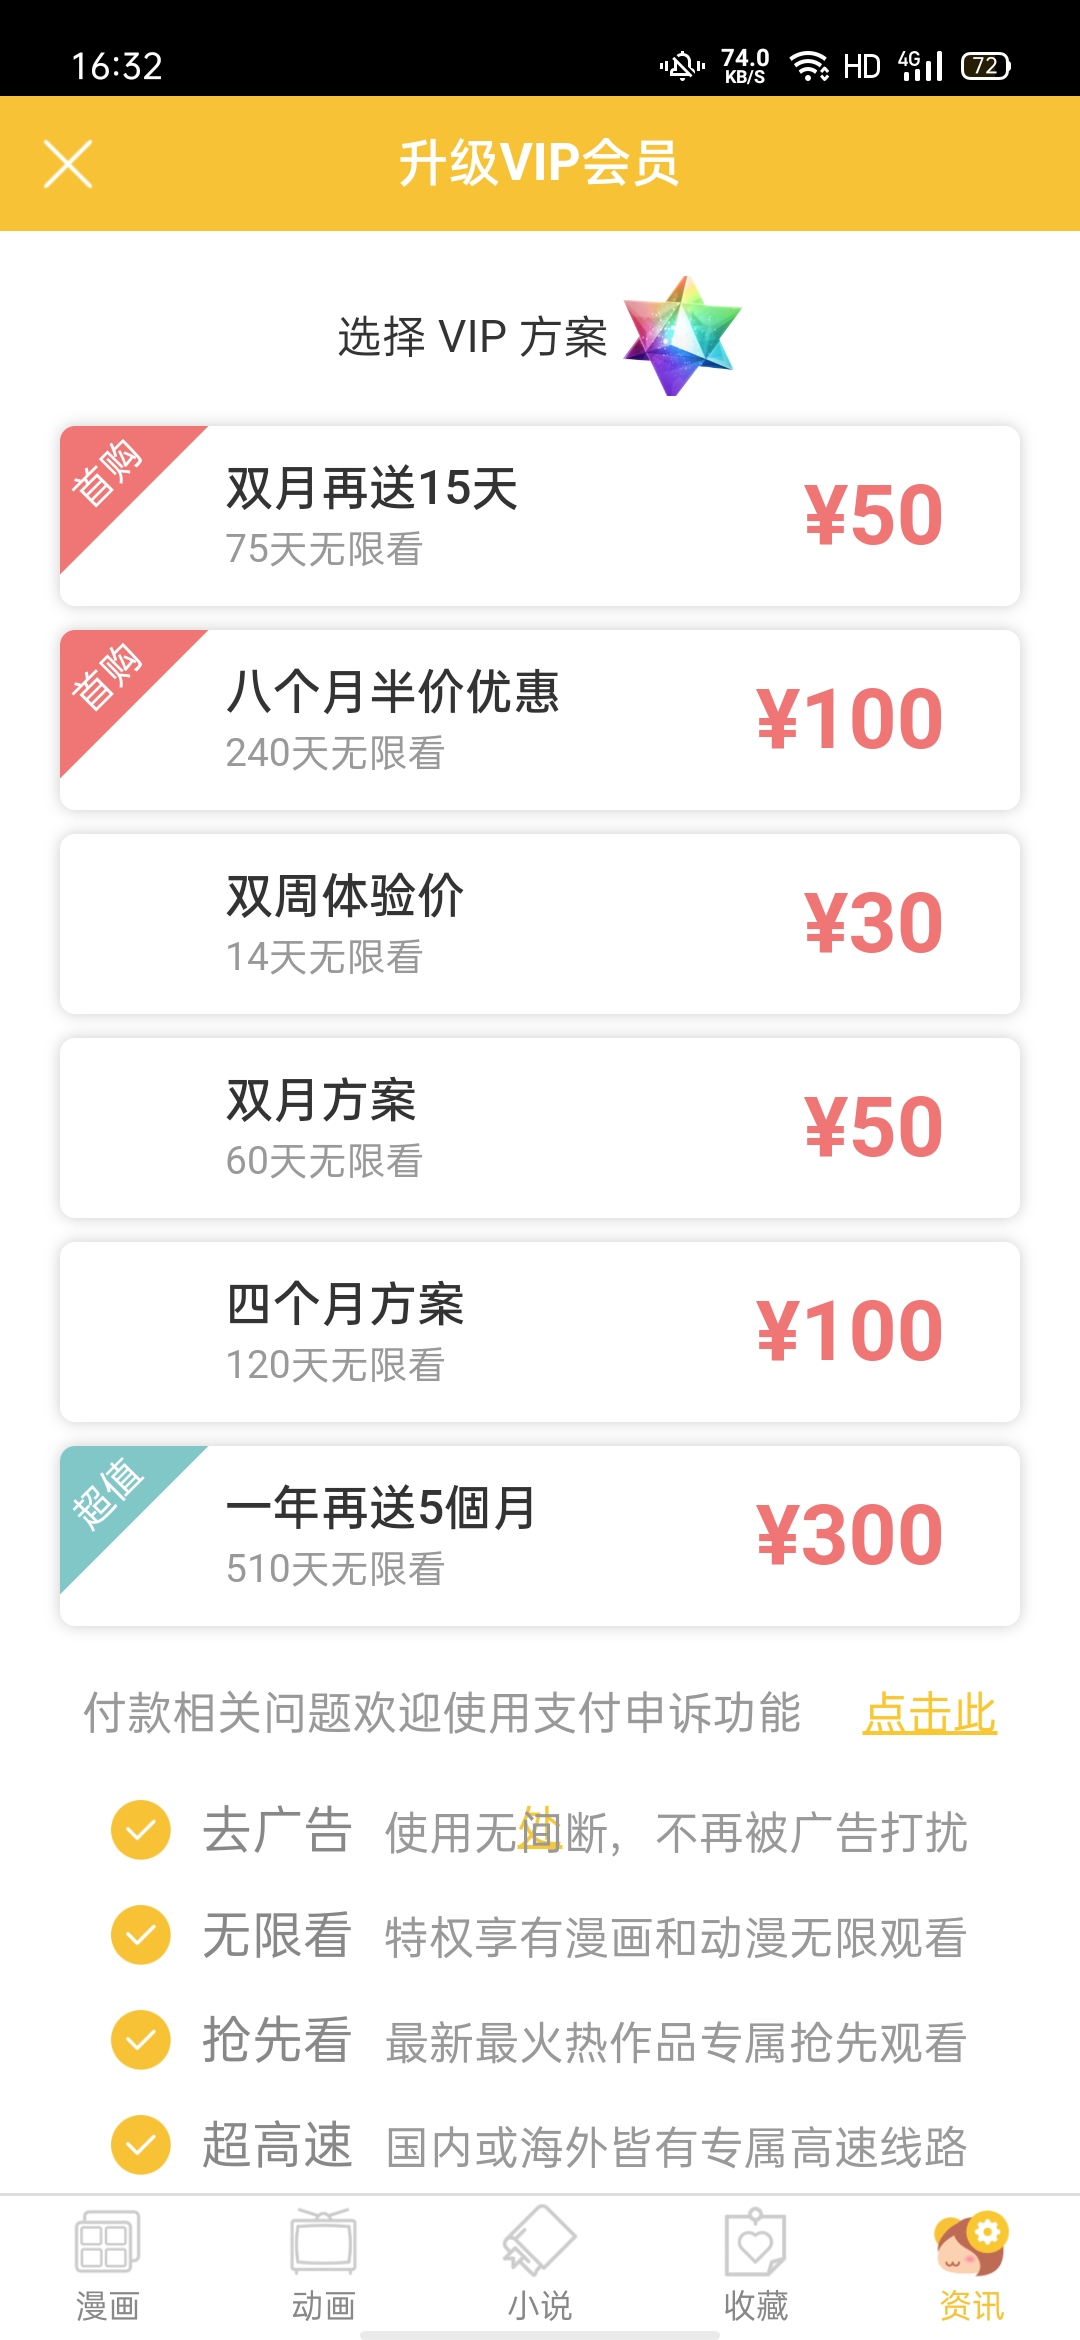 16:32
74.0
KB/S
HD
4G
72
升级VIP会员
选择 VIP 方案
首购
双月再送15天
75天无限看
¥50
首购
八个月半价优惠
240天无限看
¥100
双周体验价
14天无限看
¥30
双月方案
60天无限看
¥50
四个月方案
120天无限看
¥100
超值
一年再送5個月
510天无限看
¥300
付款相关问题欢迎使用支付申诉功能 点击此
处
去广告 使用无间断，不再被广告打扰
无限看 特权享有漫画和动漫无限观看
抢先看 最新最火热作品专属抢先观看
超高速 国内或海外皆有专属高速线路
漫画 动画 小说 收藏 资讯